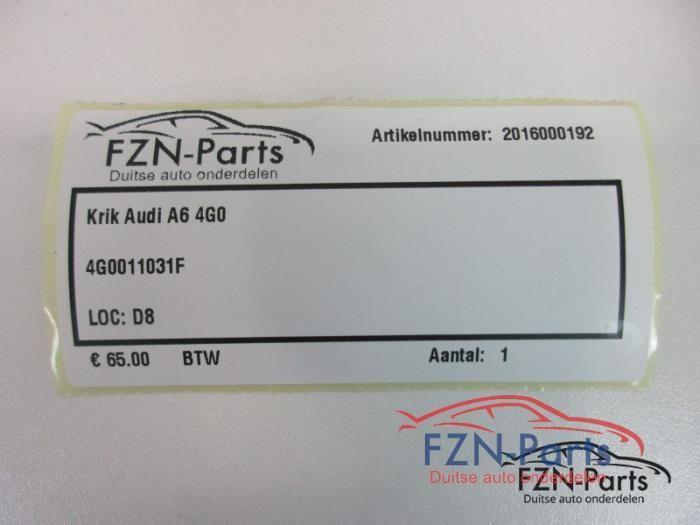 FZN-Parts
Duitse auto onderdelen
Artikelnummer: 2016000192
Krik Audi A6 4G0
4G0011031F
LOC: D8
€ 65.00 BTW
Aantal: 1
FZN-Parts
Duitse auto onderdelen
FZN-Parts
Duitse auto onderdelen